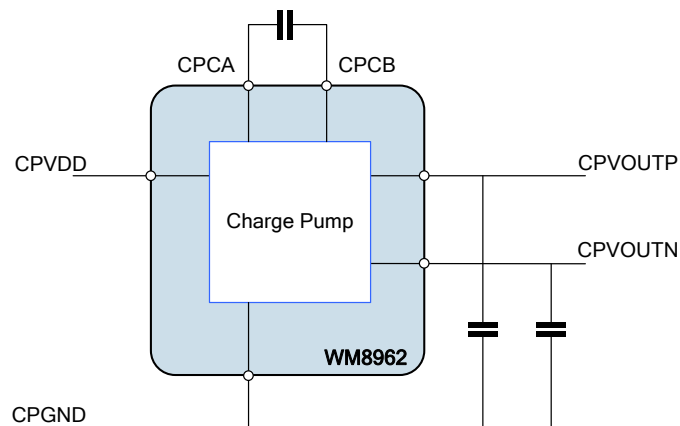 CPCA
CPCB
CPVDD
CPVOUTP
Charge Pump
CPVOUTN
WM8962
CPGND